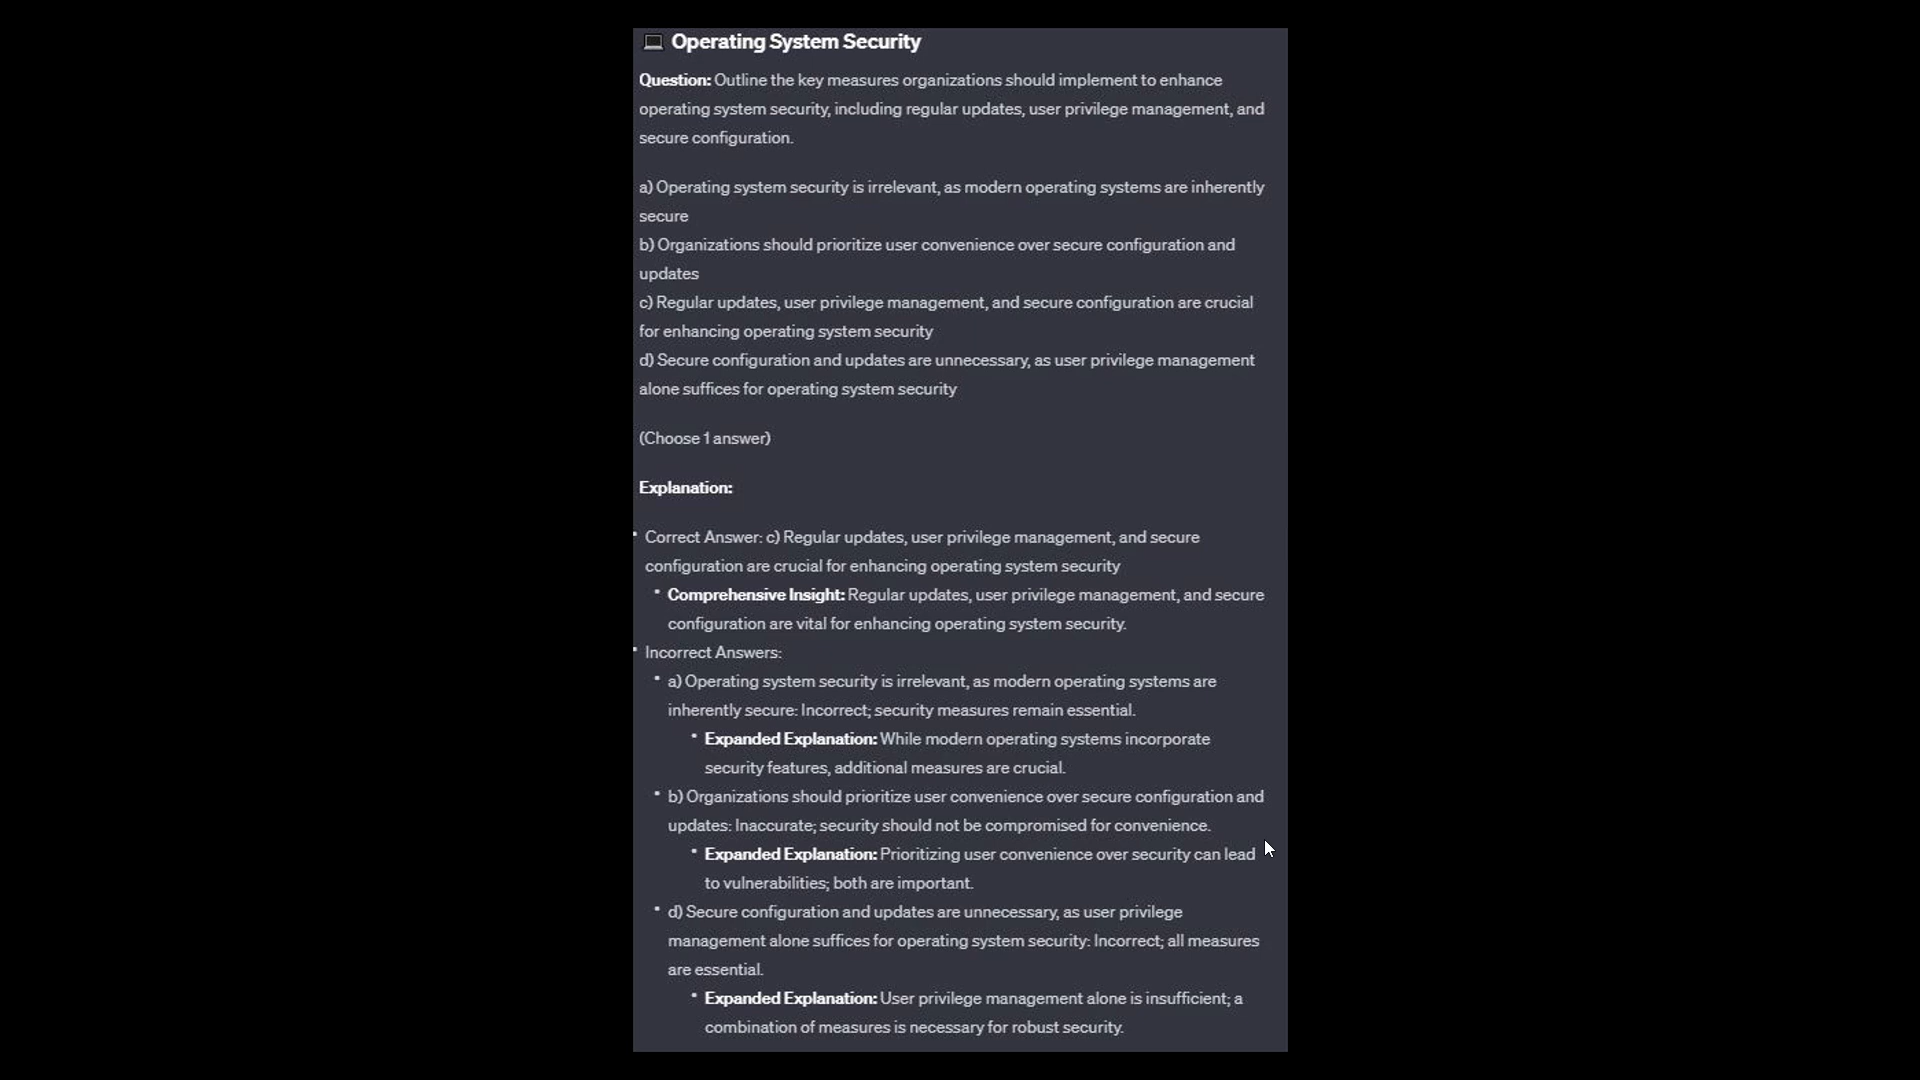 💻 Operating System Security
Question: Outline the key measures organizations should implement to enhance
operating system security, including regular updates, user privilege management, and
secure configuration.
a) Operating system security is irrelevant, as modern operating systems are inherently
secure
b) Organizations should prioritize user convenience over secure configuration and
updates
c) Regular updates, user privilege management, and secure configuration are crucial
for enhancing operating system security
d) Secure configuration and updates are unnecessary, as user privilege management
alone suffices for operating system security
(Choose 1 answer)
Explanation:
• Correct Answer: c) Regular updates, user privilege management, and secure
configuration are crucial for enhancing operating system security
• Comprehensive Insight: Regular updates, user privilege management, and secure
configuration are vital for enhancing operating system security.
• Incorrect Answers:
• a) Operating system security is irrelevant, as modern operating systems are
inherently secure: Incorrect; security measures remain essential.
• Expanded Explanation: While modern operating systems incorporate
security features, additional measures are crucial.
• b) Organizations should prioritize user convenience over secure configuration and
updates: Inaccurate; security should not be compromised for convenience.
• Expanded Explanation: Prioritizing user convenience over security can lead
to vulnerabilities; both are important.
• d) Secure configuration and updates are unnecessary, as user privilege
management alone suffices for operating system security: Incorrect; all measures
are essential.
• Expanded Explanation: User privilege management alone is insufficient; a
combination of measures is necessary for robust security.